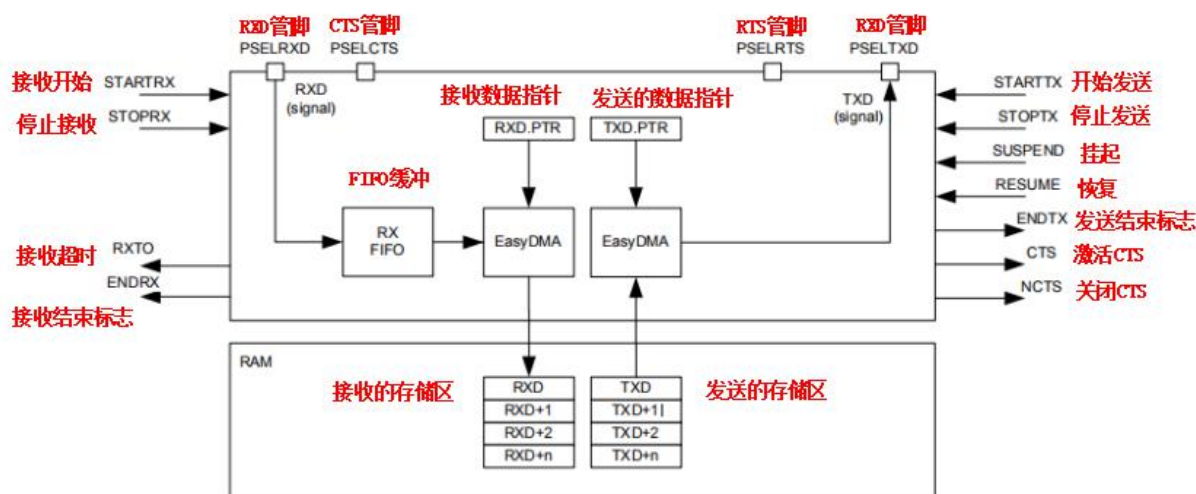 RXD管脚 CTS管脚 RTS管脚 RXD管脚
PSELRXD PSELCTS PSELRTS PSELTXD
接收开始 STARTRX
停止接收 STOPRX
RXD
(signal)
接收数据指针 发送的数据指针
RXD.PTR TXD.PTR
TXD
(signal)
STARTTX 开始发送
STOPTX 停止发送
SUSPEND 挂起
RESUME 恢复
ENDTX 发送结束标志
CTS 激活CTS
NCTS 关闭CTS
FIFO缓冲
RX
FIFO
EasyDMA EasyDMA
接收超时 RXTO
ENDRX
接收结束标志
RAM
接收的存储区 发送的存储区
RXD TXD
RXD+1 TXD+1|
RXD+2 TXD+2
RXD+n TXD+n